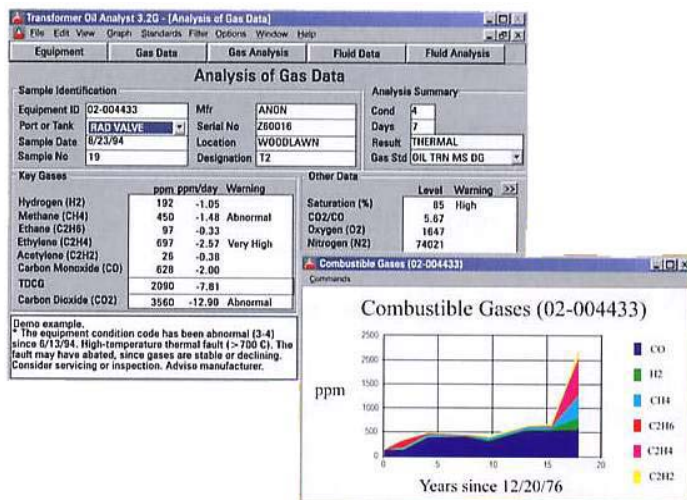 Transformer Oil Analyst 3.2G - [Analysis of Gas Data]
File Edit View Graph Standards Filter Options Window Help
Equipment Gas Data Gas Analysis Fluid Data Fluid Analysis
Analysis of Gas Data
Sample Identification
Equipment ID 02-004433 Mfr ANON
Port or Tank RAD VALVE Serial No Z60016
Sample Date 8/23/94 Location WOODLAWN
Sample No 19 Designation T2
Analysis Summary
Cond 4
Days 7
Result THERMAL
Gas Std OIL TRN MS DG
Key Gases
ppm ppm/day Warning
Hydrogen (H2) 192 -1.05
Methane (CH4) 450 -1.48 Abnormal
Ethane (C2H6) 97 -0.33
Ethylene (C2H4) 697 -2.57 Very High
Acetylene (C2H2) 26 -0.38
Carbon Monoxide (CO) 628 -2.00
TDCG 2090 -7.81
Carbon Dioxide (CO2) 3560 -12.90 Abnormal
Other Data
Level Warning >>
Saturation (%) 85 High
CO2/CO 5.67
Oxygen (O2) 1647
Nitrogen (N2) 74021
Demo example.
* The equipment condition code has been abnormal (3-4)
since 6/13/94. High-temperature thermal fault (>700 C). The
fault may have abated, since gases are stable or declining.
Consider servicing or inspection. Advise manufacturer.
Combustible Gases (02-004433)
Commands
Combustible Gases (02-004433)
ppm
2500
2000
1500
1000
500
0
0 5 10 15 20
Years since 12/20/76
CO
H2
CH4
C2H6
C2H4
C2H2